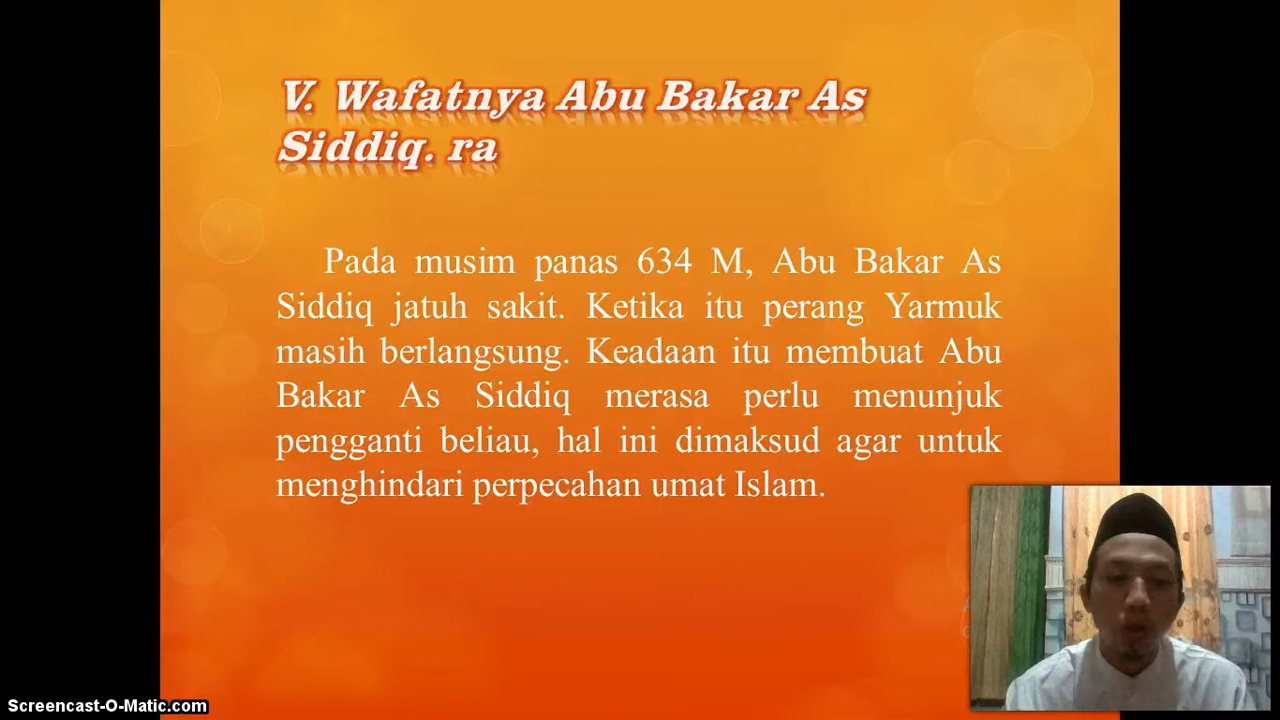 V. Wafatnya Abu Bakar As
Siddiq. ra
Pada musim panas 634 M, Abu Bakar As
Siddiq jatuh sakit. Ketika itu perang Yarmuk
masih berlangsung. Keadaan itu membuat Abu
Bakar As Siddiq merasa perlu menunjuk
pengganti beliau, hal ini dimaksud agar untuk
menghindari perpecahan umat Islam.
Screencast-O-Matic.com